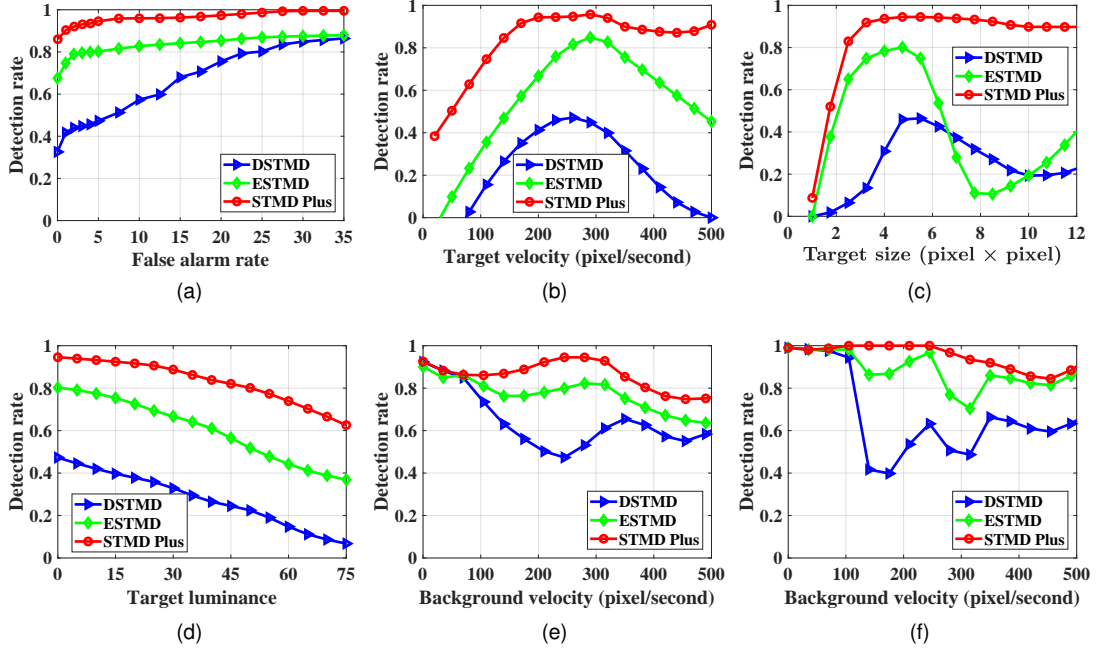 1
0.8
0.6
0.4
0.2
0
Detection rate
0 5 10 15 20 25 30 35
False alarm rate
DSTMD
ESTMD
STMD Plus
(a)
1
0.8
0.6
0.4
0.2
0
Detection rate
0 100 200 300 400 500
Target velocity (pixel/second)
DSTMD
ESTMD
STMD Plus
(b)
1
0.8
0.6
0.4
0.2
0
Detection rate
0 2 4 6 8 10 12
Target size (pixel × pixel)
DSTMD
ESTMD
STMD Plus
(c)
1
0.8
0.6
0.4
0.2
0
Detection rate
0 15 30 45 60 75
Target luminance
DSTMD
ESTMD
STMD Plus
(d)
1
0.8
0.6
0.4
0.2
0
Detection rate
0 100 200 300 400 500
Background velocity (pixel/second)
DSTMD
ESTMD
STMD Plus
(e)
1
0.8
0.6
0.4
0.2
0
Detection rate
0 100 200 300 400 500
Background velocity (pixel/second)
DSTMD
ESTMD
STMD Plus
(f)